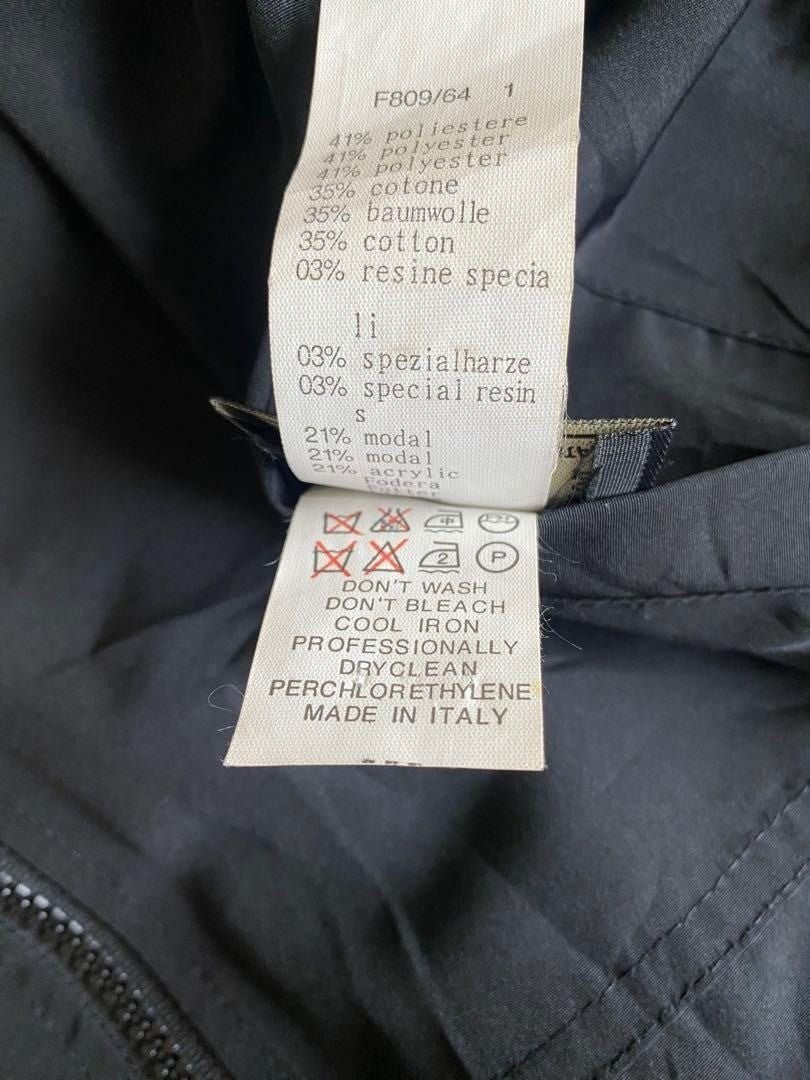 F809/64 1
41% poliestere
41% polyester
41% polyester
35% cotone
35% baumwolle
35% cotton
03% resine specia
li
03% spezialharze
03% special resin
s
21% modal
21% modal
21% acrylic
Fodera
Futter
2 P
DON'T WASH
DON'T BLEACH
COOL IRON
PROFESSIONALLY
DRYCLEAN
PERCHLORETHYLENE
MADE IN ITALY